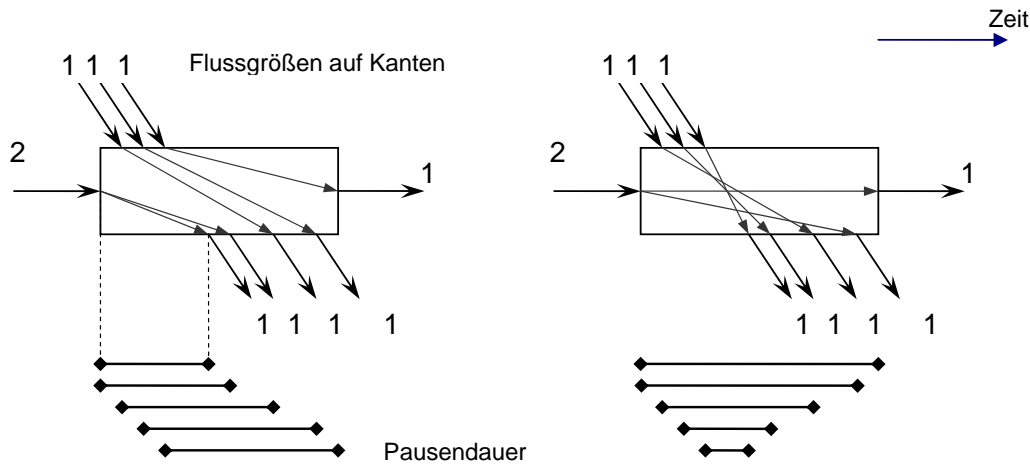 Zeit
1 1 1 Flussgrößen auf Kanten 1 1 1
2 1 2 1
1 1 1 1 1 1 1 1
Pausendauer